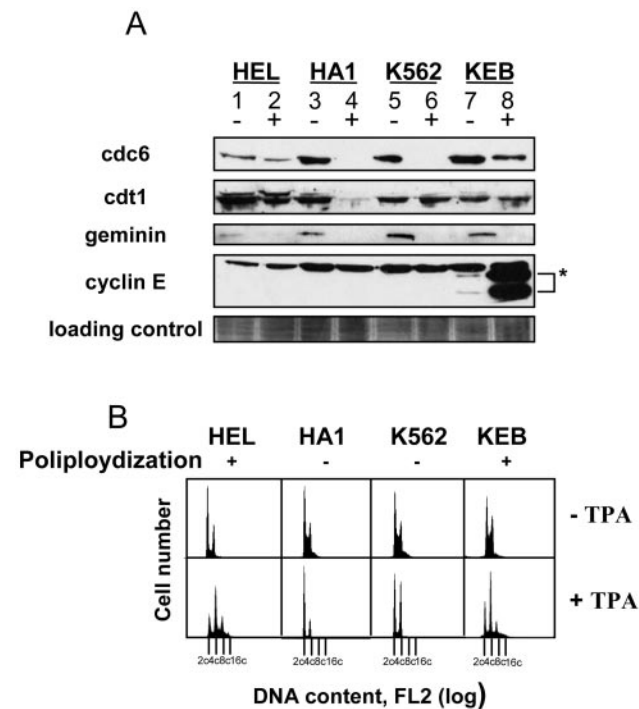 A
HEL HA1 K562 KEB
1 2 3 4 5 6 7 8
- + - + - + - +
cdc6
cdt1
geminin
cyclin E *
loading control
B
HEL HA1 K562 KEB
Poliploydization + - - +
Cell number
- TPA
+ TPA
2c4c8c16c 2c4c8c16c 2c4c8c16c 2c4c8c16c
DNA content, FL2 (log)